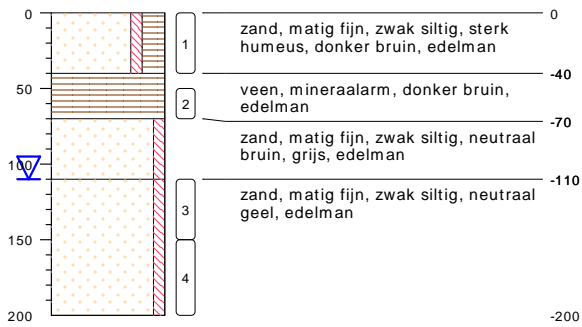 0
50
100
150
200
1
2
3
4
zand, matig fijn, zwak siltig, sterk
humeus, donker bruin, edelman
veen, mineraalarm, donker bruin,
edelman
zand, matig fijn, zwak siltig, neutraal
bruin, grijs, edelman
zand, matig fijn, zwak siltig, neutraal
geel, edelman
0
-40
-70
-110
-200